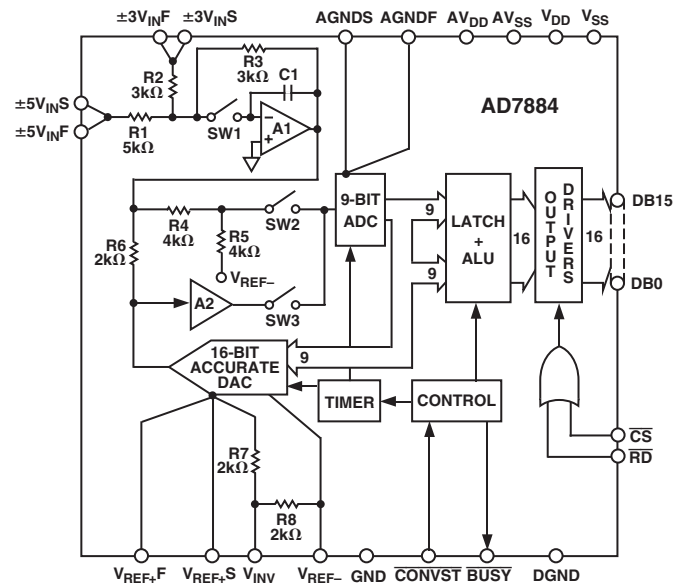 ±3VINF ±3VINS AGNDS AGNDF AVDD AVSS VDD VSS
R3
3kΩ
R2
3kΩ
C1
AD7884
±5VINS
±5VINF
R1
5kΩ
SW1
–
+
A1
9-BIT
ADC
LATCH
+
ALU
OUTPUT
DRIVERS
DB15
DB0
9
9
16
16
R4
4kΩ
SW2
R5
4kΩ
VREF–
R6
2kΩ
A2
SW3
16-BIT
ACCURATE
DAC
9
TIMER
CONTROL
CS
RD
R7
2kΩ
R8
2kΩ
VREF+F VREF+S VINV VREF– GND CONVST BUSY DGND